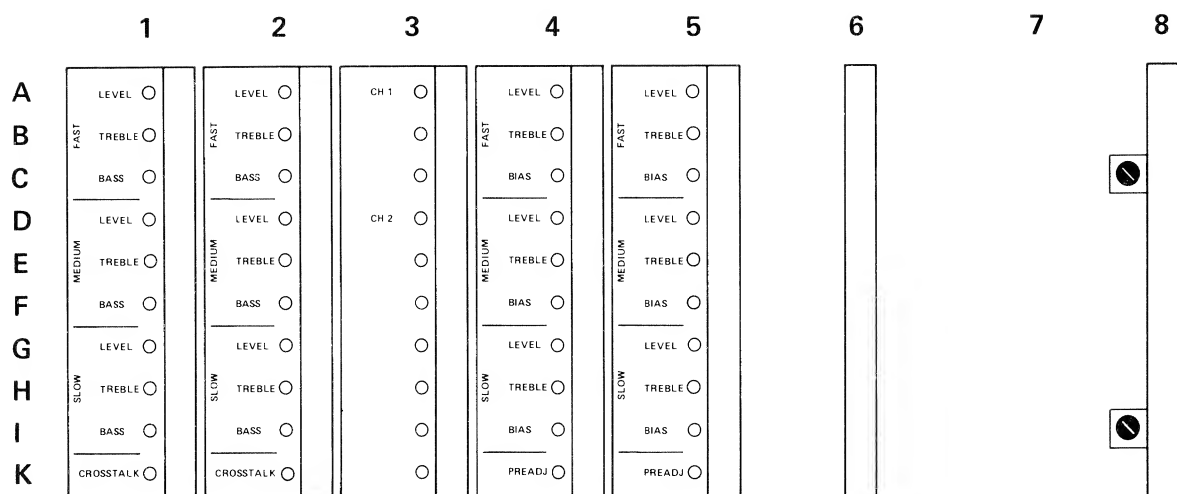 1 2 3 4 5 6 7 8
A LEVEL LEVEL CH 1 LEVEL LEVEL
B TREBLE TREBLE TREBLE TREBLE
FAST FAST FAST FAST
C BASS BASS BIAS BIAS
D LEVEL LEVEL CH 2 LEVEL LEVEL
E TREBLE TREBLE TREBLE TREBLE
MEDIUM MEDIUM MEDIUM MEDIUM
F BASS BASS BIAS BIAS
G LEVEL LEVEL LEVEL LEVEL
H TREBLE TREBLE TREBLE TREBLE
SLOW SLOW SLOW SLOW
I BASS BASS BIAS BIAS
K CROSSTALK CROSSTALK PREADJ PREADJ